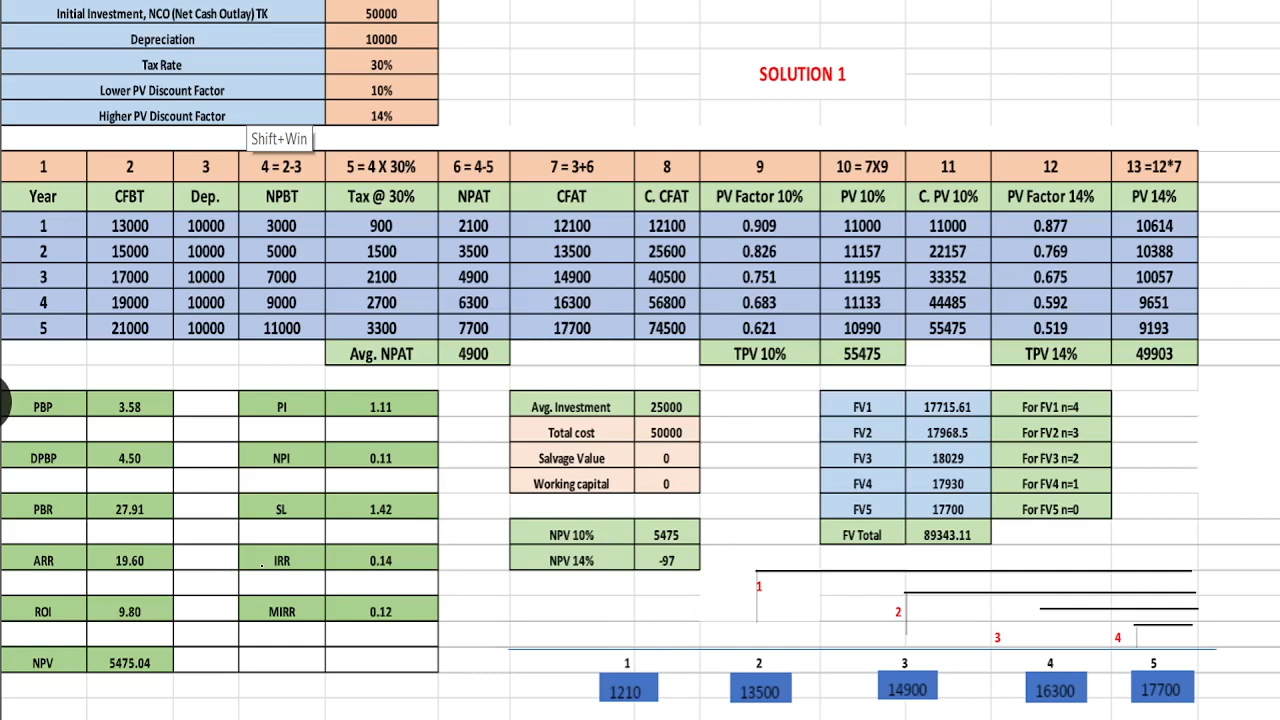 Initial Investment, NCO (Net Cash Outlay) TK 50000
Depreciation 10000
Tax Rate 30%
Lower PV Discount Factor 10%
Higher PV Discount Factor 14%
SOLUTION 1
Shift+Win
1 2 3 4 = 2-3 5 = 4 X 30% 6 = 4-5 7 = 3+6 8 9 10 = 7X9 11 12 13 =12*7
Year CFBT Dep. NPBT Tax @ 30% NPAT CFAT C. CFAT PV Factor 10% PV 10% C. PV 10% PV Factor 14% PV 14%
1 13000 10000 3000 900 2100 12100 12100 0.909 11000 11000 0.877 10614
2 15000 10000 5000 1500 3500 13500 25600 0.826 11157 22157 0.769 10388
3 17000 10000 7000 2100 4900 14900 40500 0.751 11195 33352 0.675 10057
4 19000 10000 9000 2700 6300 16300 56800 0.683 11133 44485 0.592 9651
5 21000 10000 11000 3300 7700 17700 74500 0.621 10990 55475 0.519 9193
Avg. NPAT 4900 TPV 10% 55475 TPV 14% 49903
PBP 3.58 PI 1.11 Avg. Investment 25000 FV1 17715.61 For FV1 n=4
Total cost 50000 FV2 17968.5 For FV2 n=3
DPBP 4.50 NPI 0.11 Salvage Value 0 FV3 18029 For FV3 n=2
Working capital 0 FV4 17930 For FV4 n=1
PBR 27.91 SL 1.42 FV5 17700 For FV5 n=0
NPV 10% 5475 FV Total 89343.11
ARR 19.60 IRR 0.14 NPV 14% -97
1
ROI 9.80 MIRR 0.12 2
3 4
NPV 5475.04 1 2 3 4 5
1210 13500 14900 16300 17700